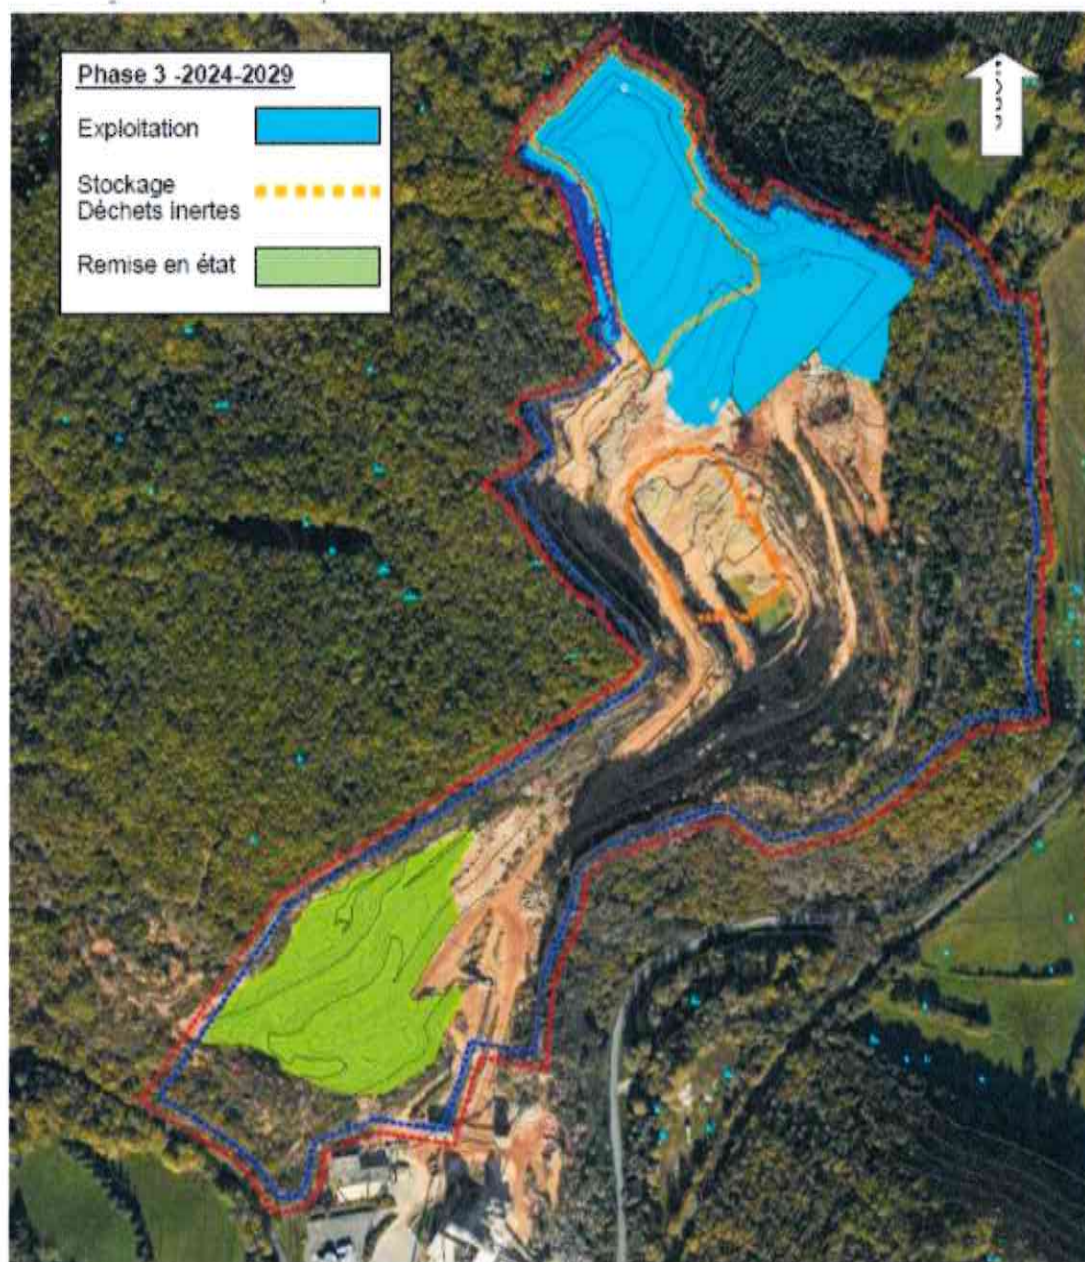 Phase 3 -2024-2029
Exploitation
Stockage
Déchets inertes
Remise en état